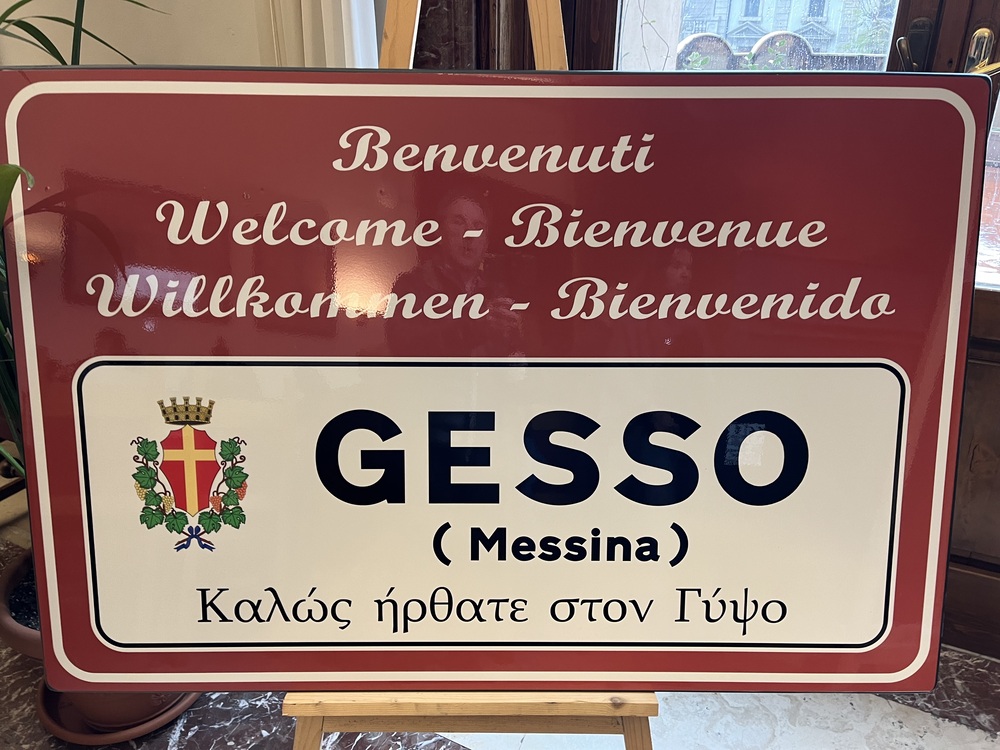 Benvenuti
Welcome - Bienvenue
Willkommen - Bienvenido
GESSO
( Messina )
Καλώς ήρθατε στον Γύψο